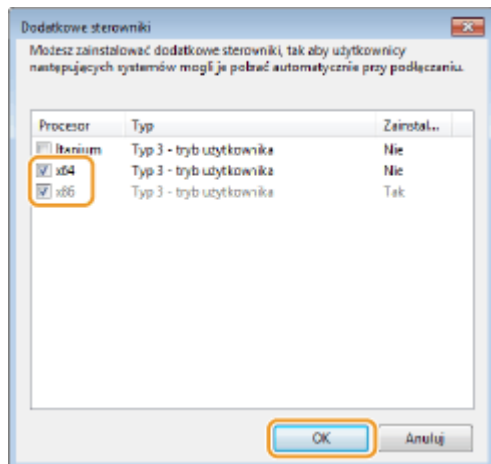 Dodatkowe sterowniki
Możesz zainstalować dodatkowe sterowniki, tak aby użytkownicy
następujących systemów mogli je pobrać automatycznie przy podłączaniu.
Procesor Typ Zainstal...
Itanium Typ 3 - tryb użytkownika Nie
x64 Typ 3 - tryb użytkownika Nie
x86 Typ 3 - tryb użytkownika Tak
OK Anuluj